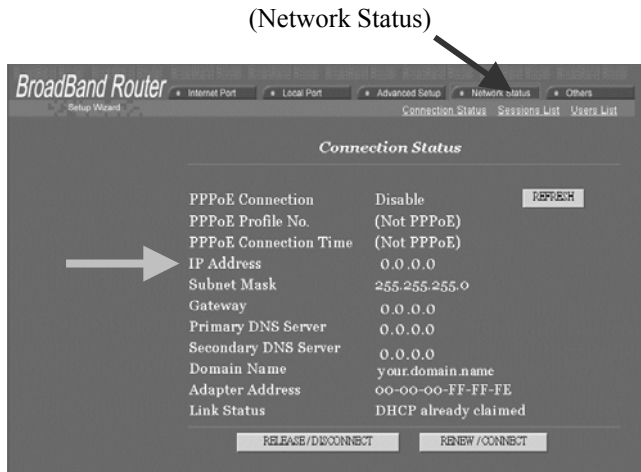 (Network Status)
BroadBand Router
Setup Wizard
Internet Port Local Port Advanced Setup Network Status Others
Connection Status Sessions List Users List
Connection Status
PPPoE Connection Disable REFRESH
PPPoE Profile No. (Not PPPoE)
PPPoE Connection Time (Not PPPoE)
IP Address 0.0.0.0
Subnet Mask 255.255.255.0
Gateway 0.0.0.0
Primary DNS Server 0.0.0.0
Secondary DNS Server 0.0.0.0
Domain Name your.domain.name
Adapter Address 00-00-00-FF-FF-FE
Link Status DHCP already claimed
RELEASE/DISCONNECT RENEW/CONNECT